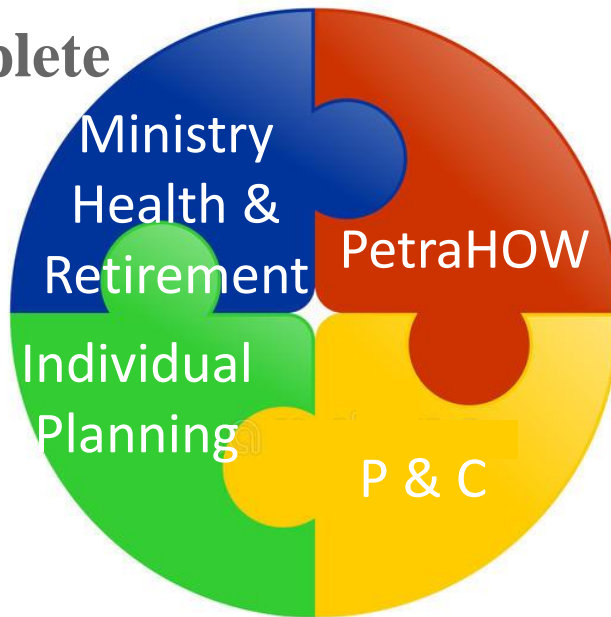 plete
Ministry
Health &
Retirement
PetraHOW
Individual
Planning
P & C